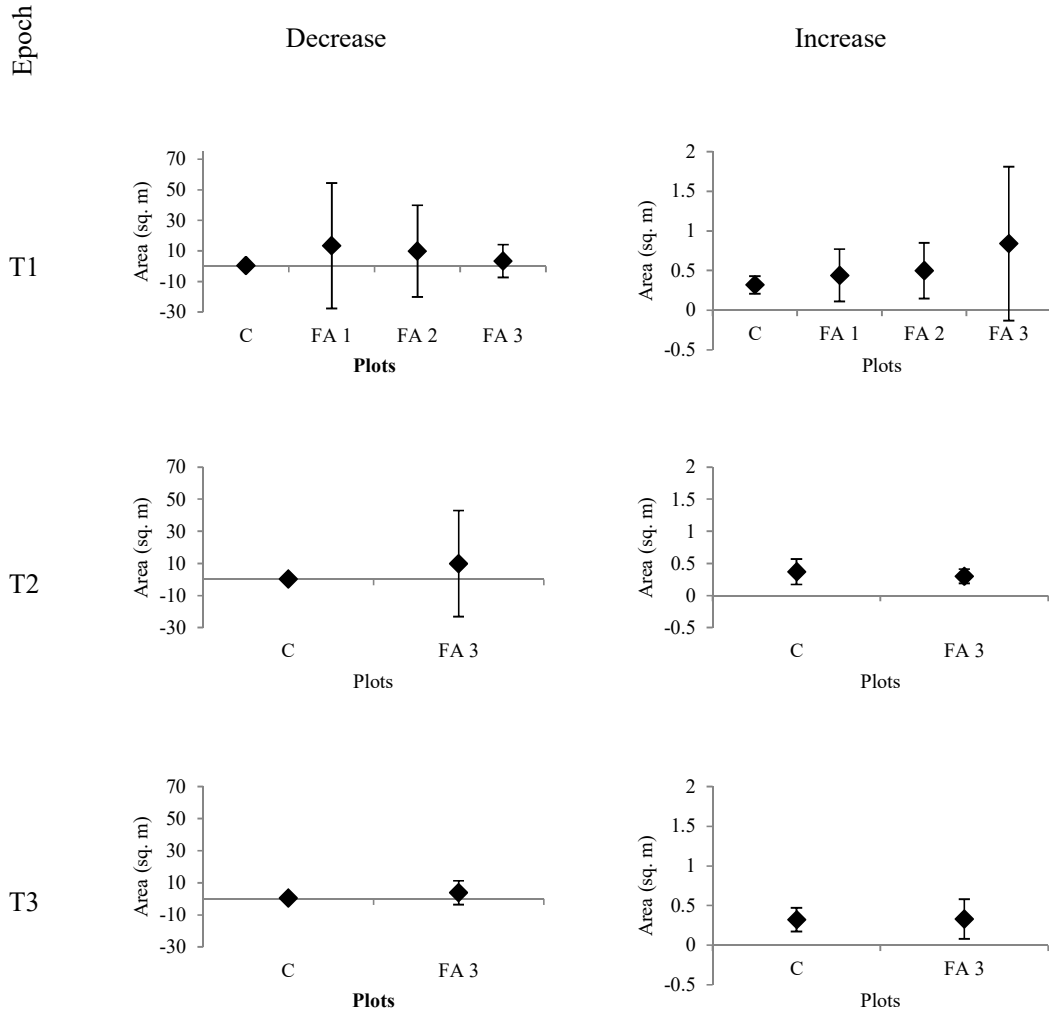 Epoch
Decrease
Increase
T1
Area (sq. m)
70
50
30
10
-10
-30
C
FA 1
FA 2
FA 3
Plots
Area (sq. m)
2
1.5
1
0.5
0
-0.5
C
FA 1
FA 2
FA 3
Plots
T2
Area (sq. m)
70
50
30
10
-10
-30
C
FA 3
Plots
Area (sq. m)
2
1.5
1
0.5
0
-0.5
C
FA 3
Plots
T3
Area (sq. m)
70
50
30
10
-10
-30
C
FA 3
Plots
Area (sq. m)
2
1.5
1
0.5
0
-0.5
C
FA 3
Plots